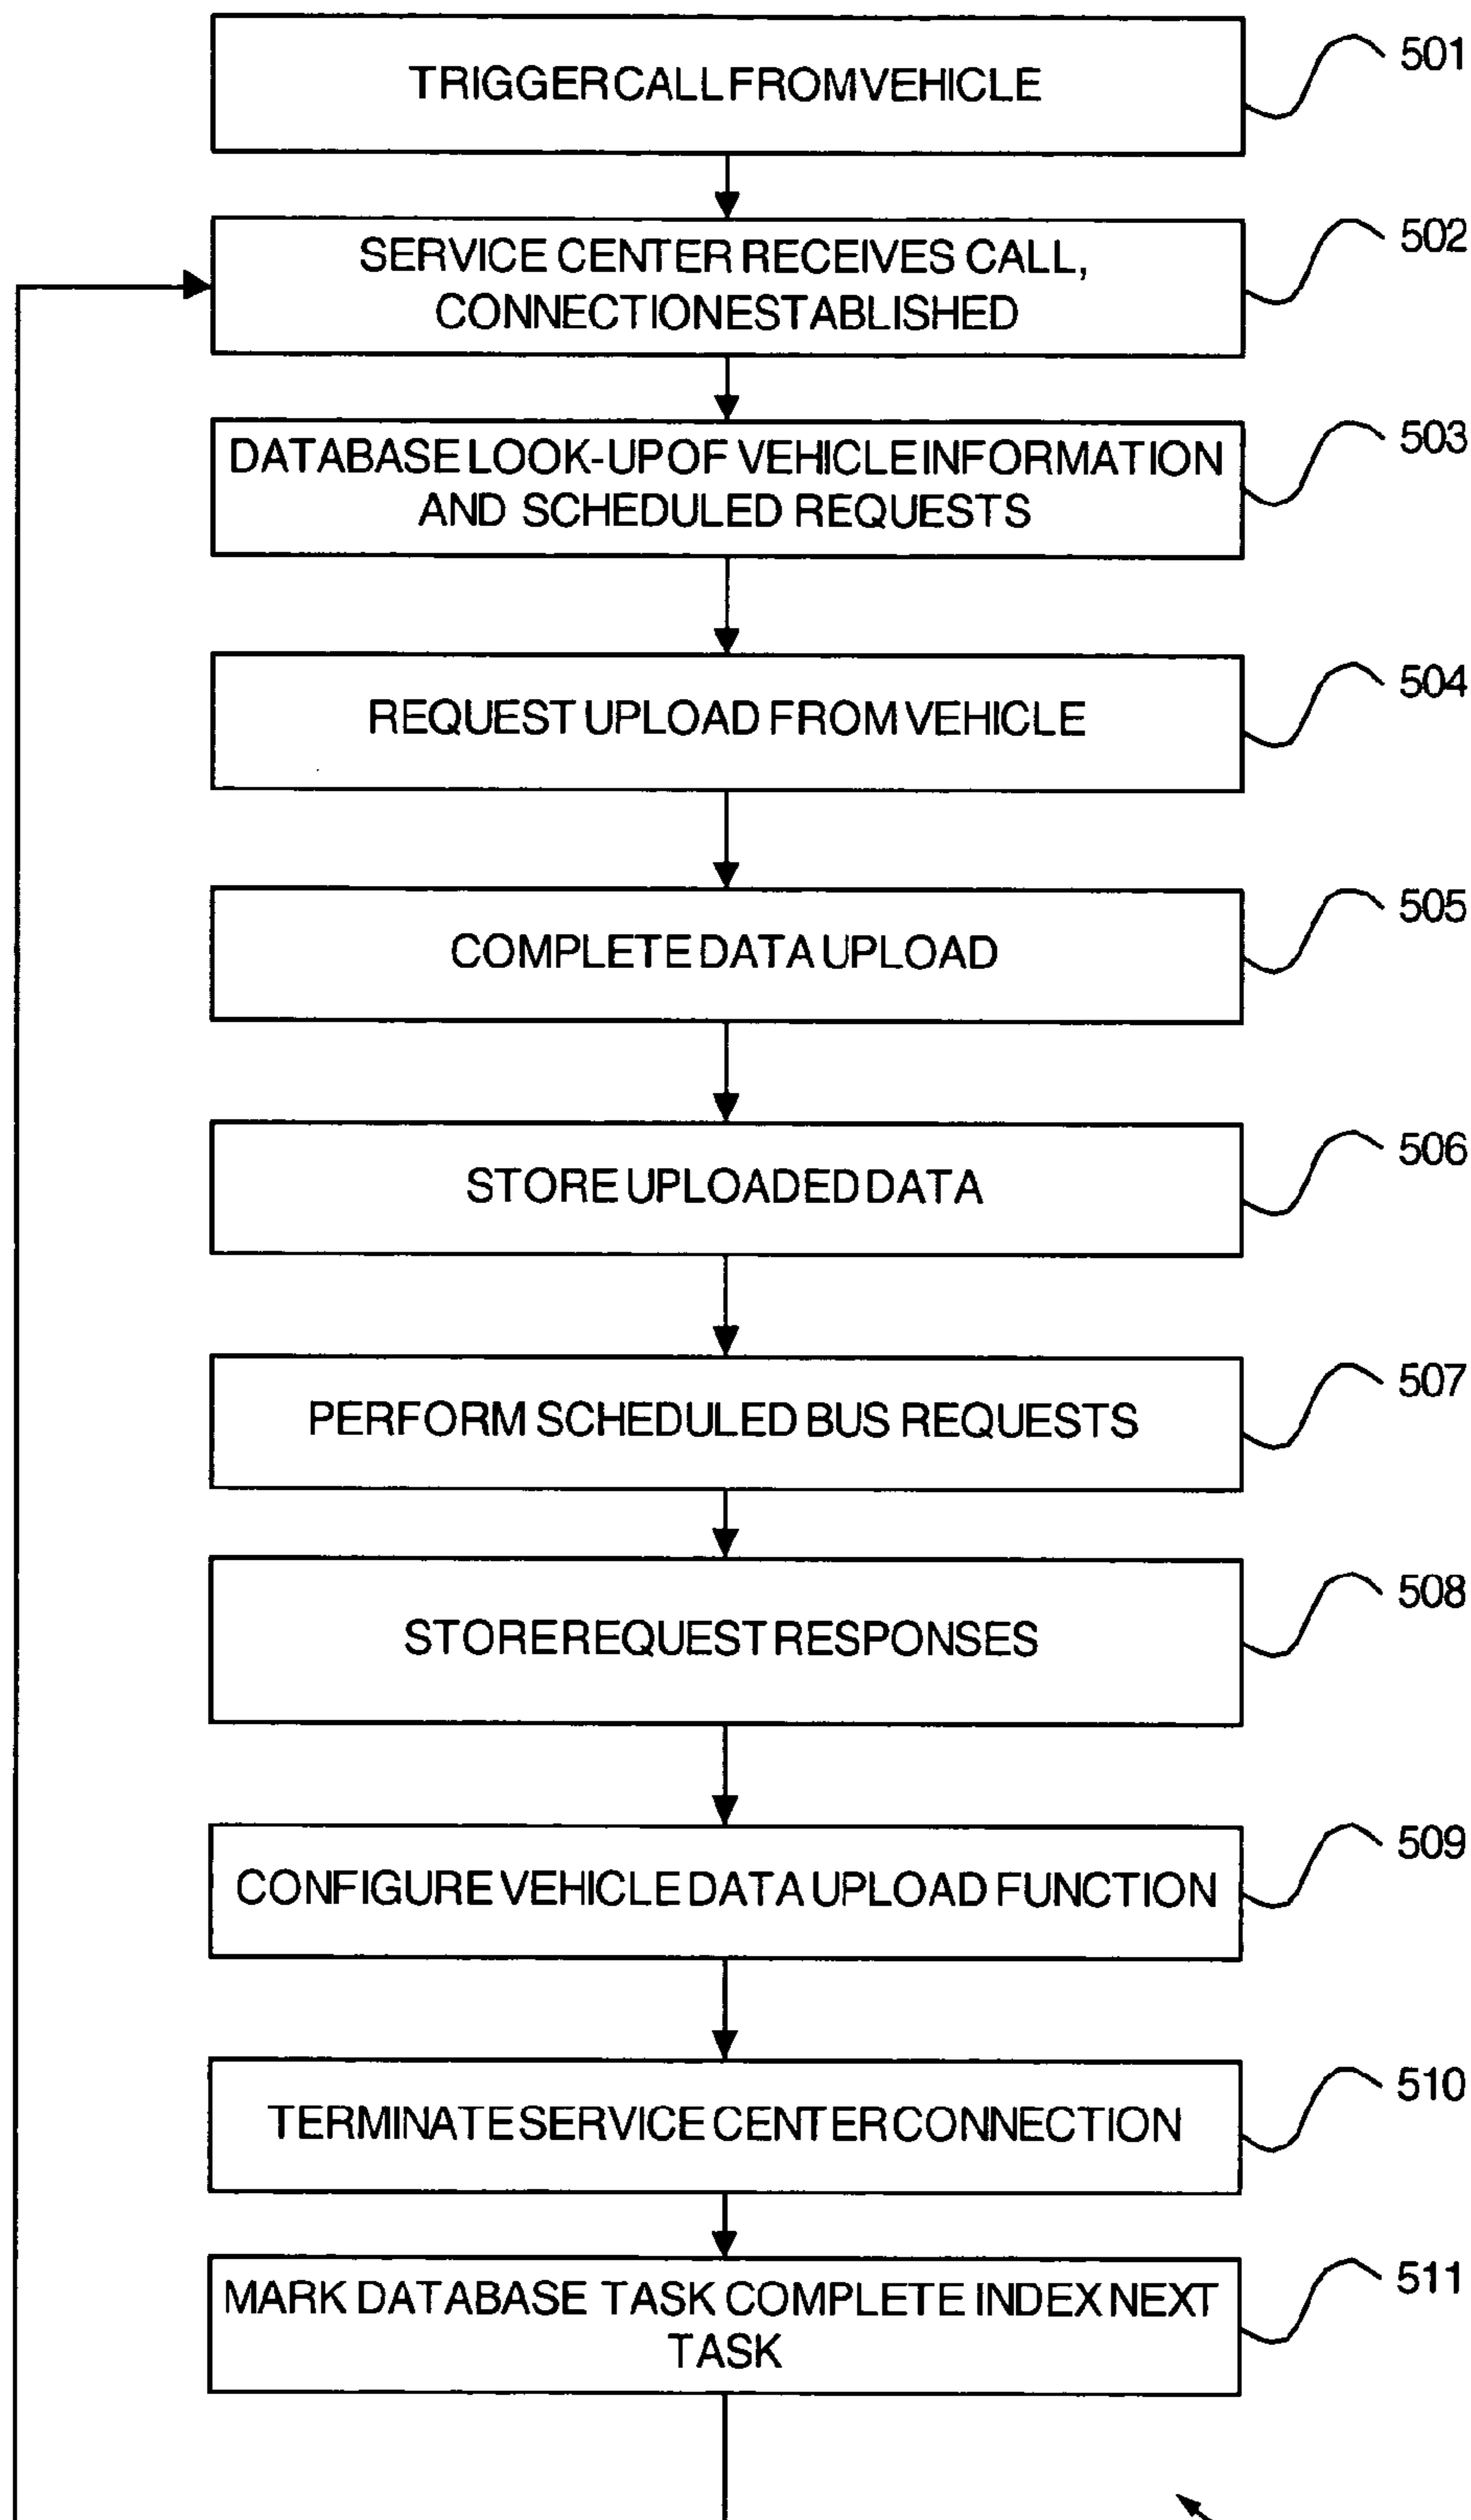 TRIGGER CALL FROM VEHICLE
501
SERVICE CENTER RECEIVES CALL,
CONNECTION ESTABLISHED
502
DATABASE LOOK-UP OF VEHICLE INFORMATION
AND SCHEDULED REQUESTS
503
REQUEST UPLOAD FROM VEHICLE
504
COMPLETE DATA UPLOAD
505
STORE UPLOADED DATA
506
PERFORM SCHEDULED BUS REQUESTS
507
STORE REQUEST RESPONSES
508
CONFIGURE VEHICLE DATA UPLOAD FUNCTION
509
TERMINATE SERVICE CENTER CONNECTION
510
MARK DATABASE TASK COMPLETE INDEX NEXT
TASK
511